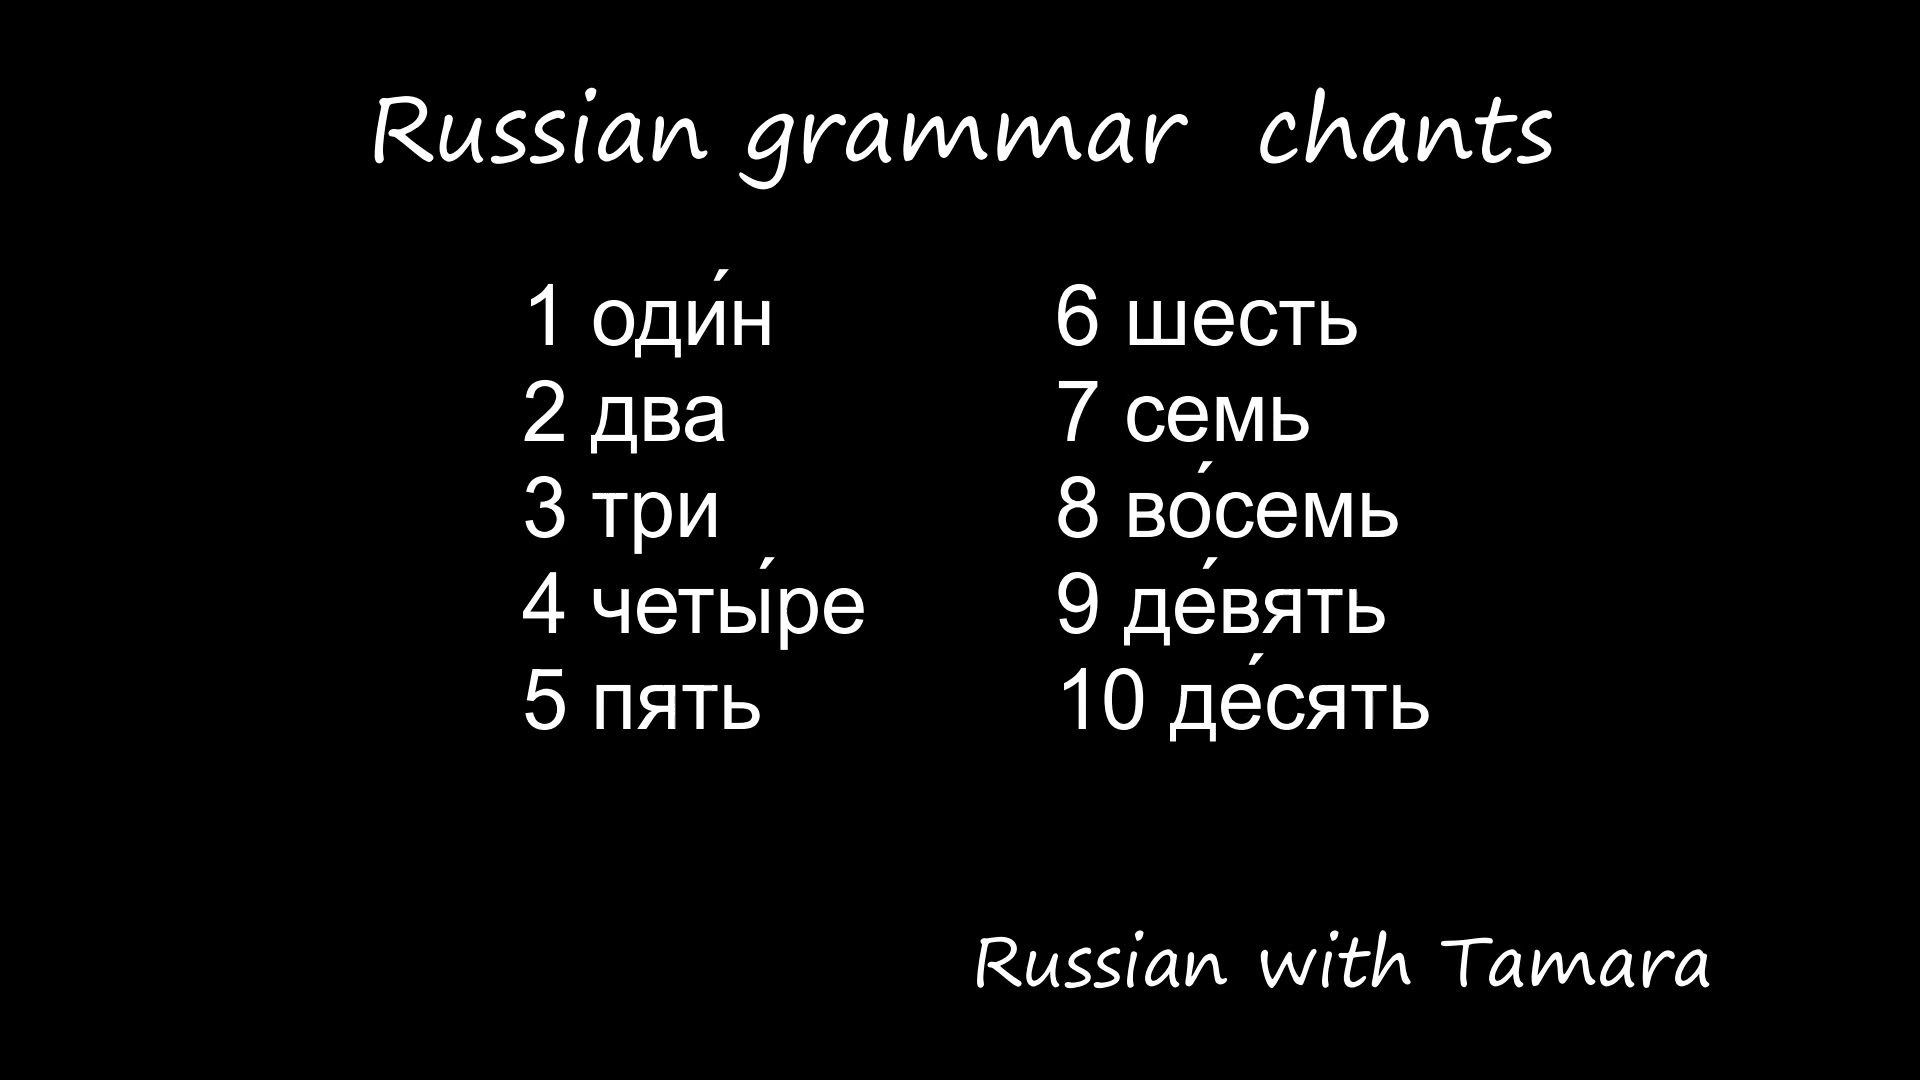 Russian grammar chants
1 оди́н
2 два
3 три
4 четы́ре
5 пять
6 шесть
7 семь
8 во́семь
9 де́вять
10 де́сять
Russian with Tamara